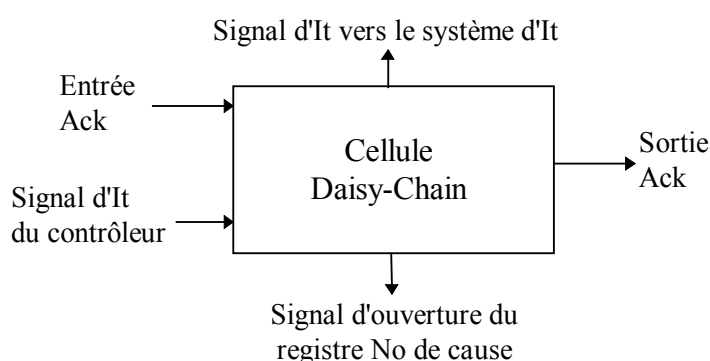 Signal d'It vers le système d'It
Entrée
Ack
Cellule
Daisy-Chain
Sortie
Ack
Signal d'It
du contrôleur
Signal d'ouverture du
registre No de cause